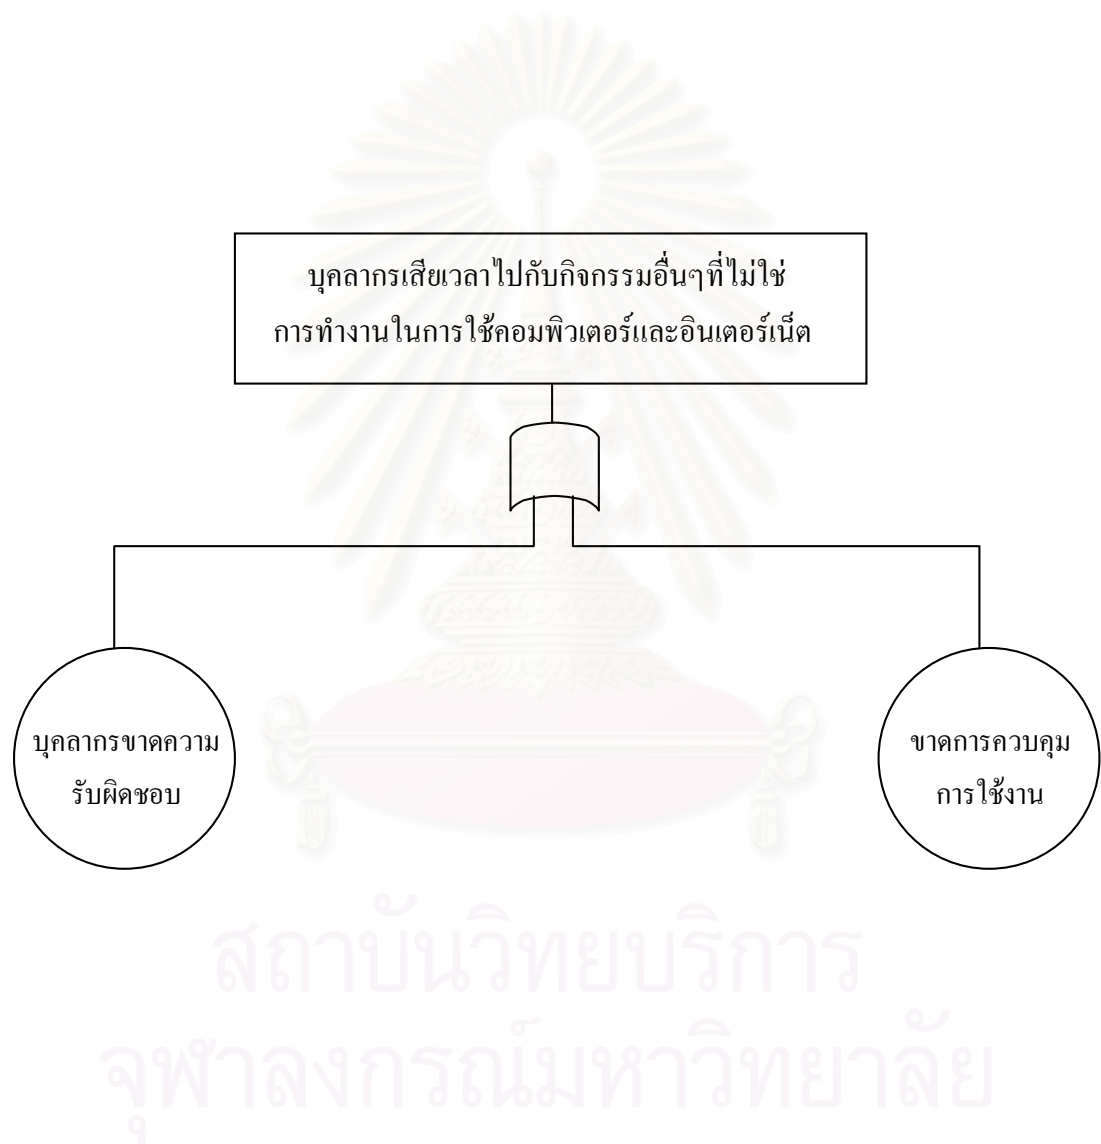 บุคลากรเสียเวลาไปกับกิจกรรมอื่นๆที่ไม่ใช่
การทำงานในการใช้คอมพิวเตอร์และอินเตอร์เน็ต
บุคลากรขาดความ
รับผิดชอบ
ขาดการควบคุม
การใช้งาน
สถาบันวิทยบริการ
จุฬาลงกรณ์มหาวิทยาลัย